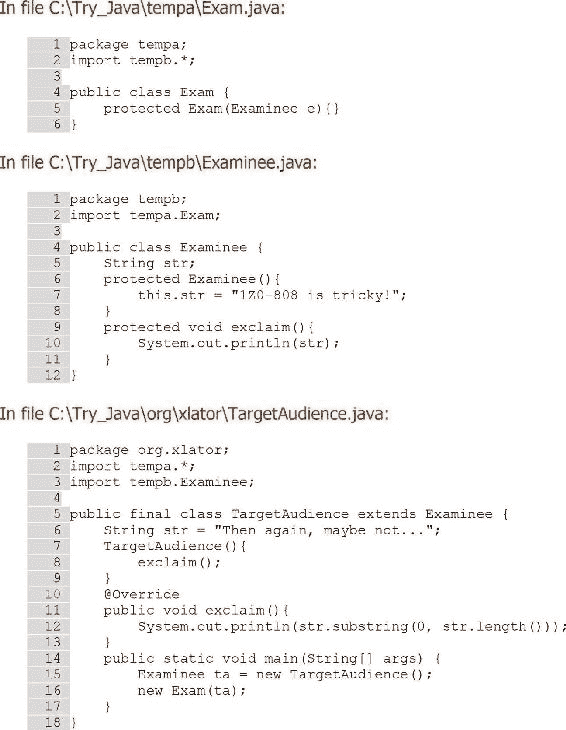 In file C:\Try_Java\tempa\Exam.java:
1 package tempa;
2 import tempb.*;
3
4 public class Exam {
5     protected Exam(Examinee e){}
6 }
In file C:\Try_Java\tempb\Examinee.java:
1 package tempb;
2 import tempa.Exam;
3
4 public class Examinee {
5     String str;
6     protected Examinee(){
7         this.str = "1Z0-808 is tricky!";
8     }
9     protected void exclaim(){
10         System.out.println(str);
11     }
12 }
In file C:\Try_Java\org\xlator\TargetAudience.java:
1 package org.xlator;
2 import tempa.*;
3 import tempb.Examinee;
4
5 public final class TargetAudience extends Examinee {
6     String str = "Then again, maybe not...";
7     TargetAudience(){
8         exclaim();
9     }
10     @Override
11     public void exclaim(){
12         System.out.println(str.substring(0, str.length()));
13     }
14     public static void main(String[] args) {
15         Examinee ta = new TargetAudience();
16         new Exam(ta);
17     }
18 }